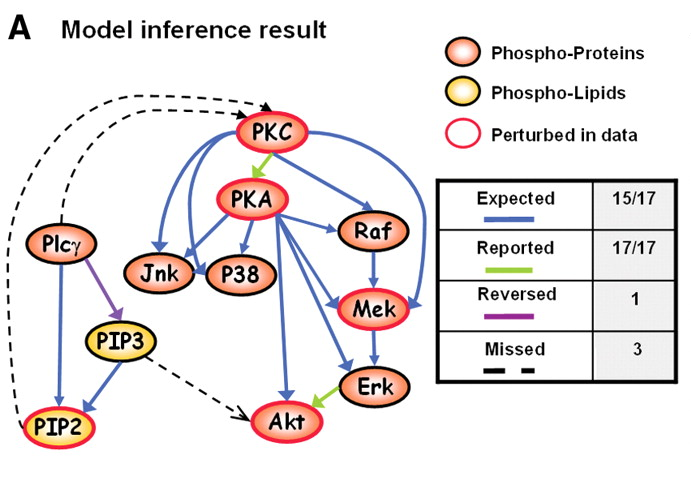 A Model inference result
Phospho-Proteins
Phospho-Lipids
Perturbed in data
PKC
PKA
Plcγ
Raf
Jnk
P38
Mek
PIP3
Erk
Akt
PIP2
Expected 15/17
Reported 17/17
Reversed 1
Missed 3